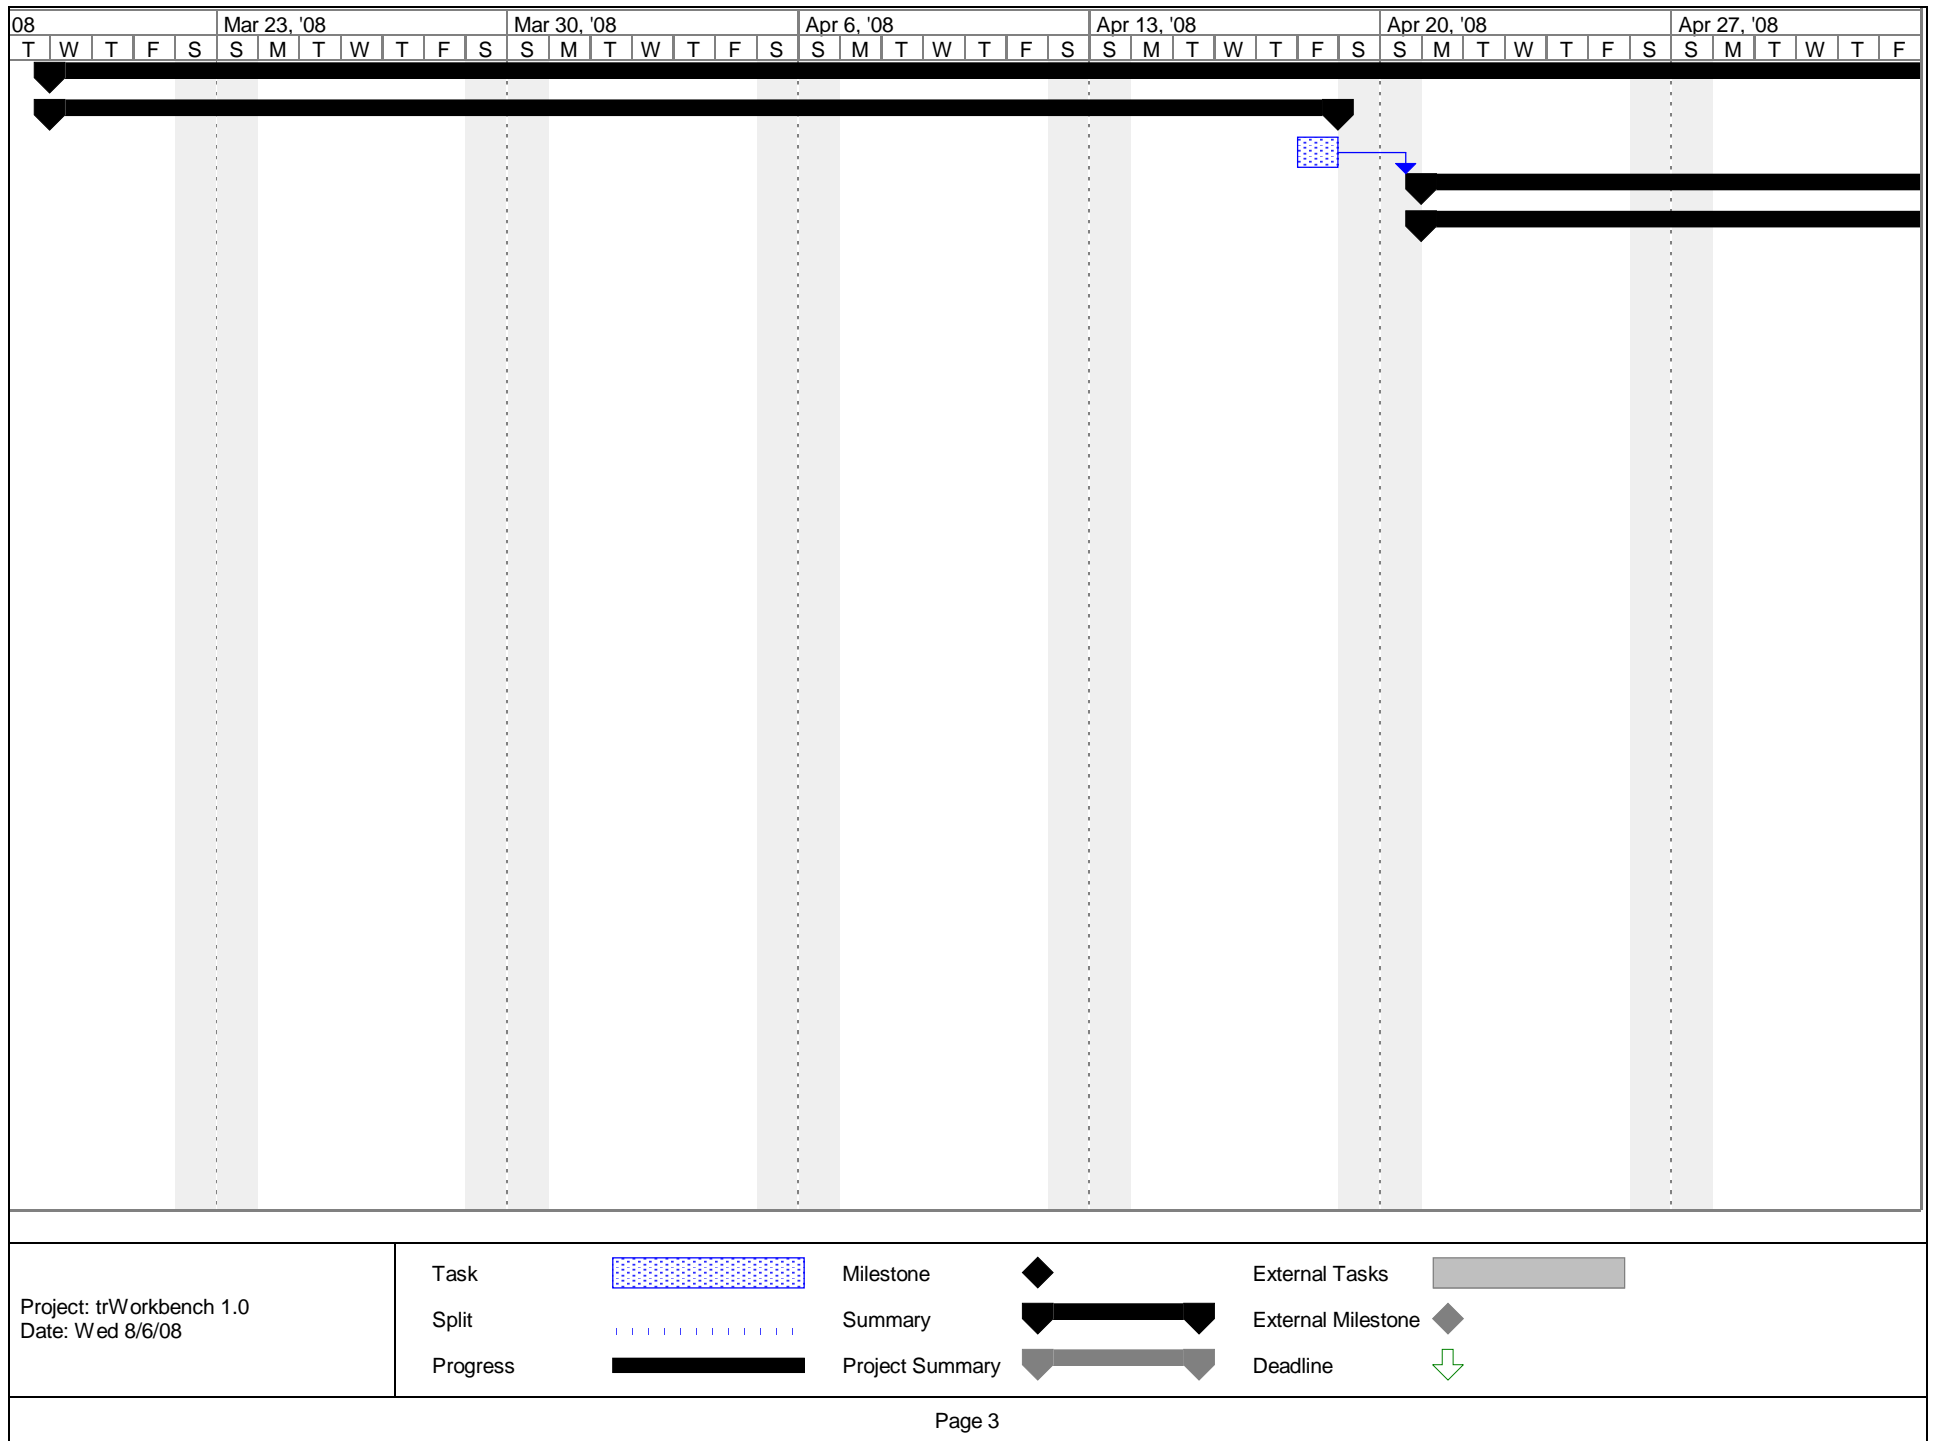 08 Mar 23, '08 Mar 30, '08 Apr 6, '08 Apr 13, '08 Apr 20, '08 Apr 27, '08
T W T F S S M T W T F S S M T W T F S S M T W T F S S M T W T F S S M T W T F S S M T W T F
Task Milestone External Tasks
Project: trWorkbench 1.0
Date: Wed 8/6/08
Split Summary External Milestone
Progress Project Summary Deadline
Page 3